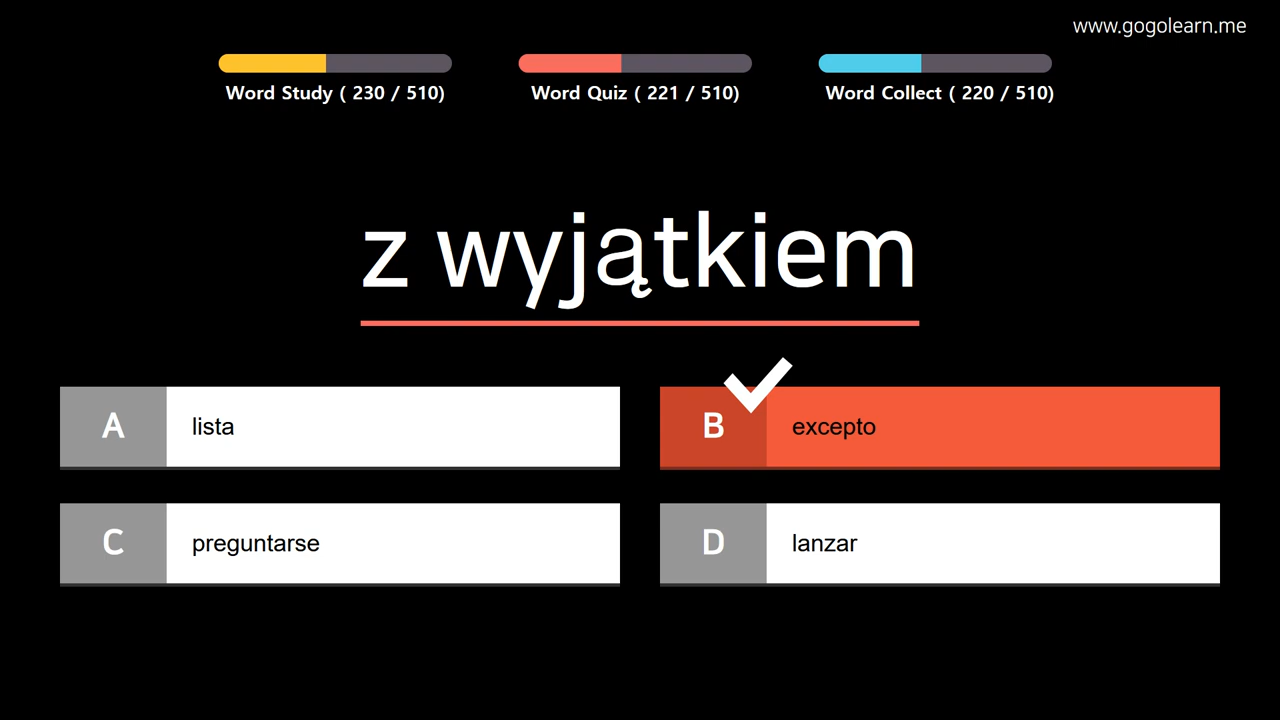 www.gogolearn.me
Word Study ( 230 / 510)
Word Quiz ( 221 / 510)
Word Collect ( 220 / 510)
z wyjątkiem
A lista
B excepto
C preguntarse
D lanzar